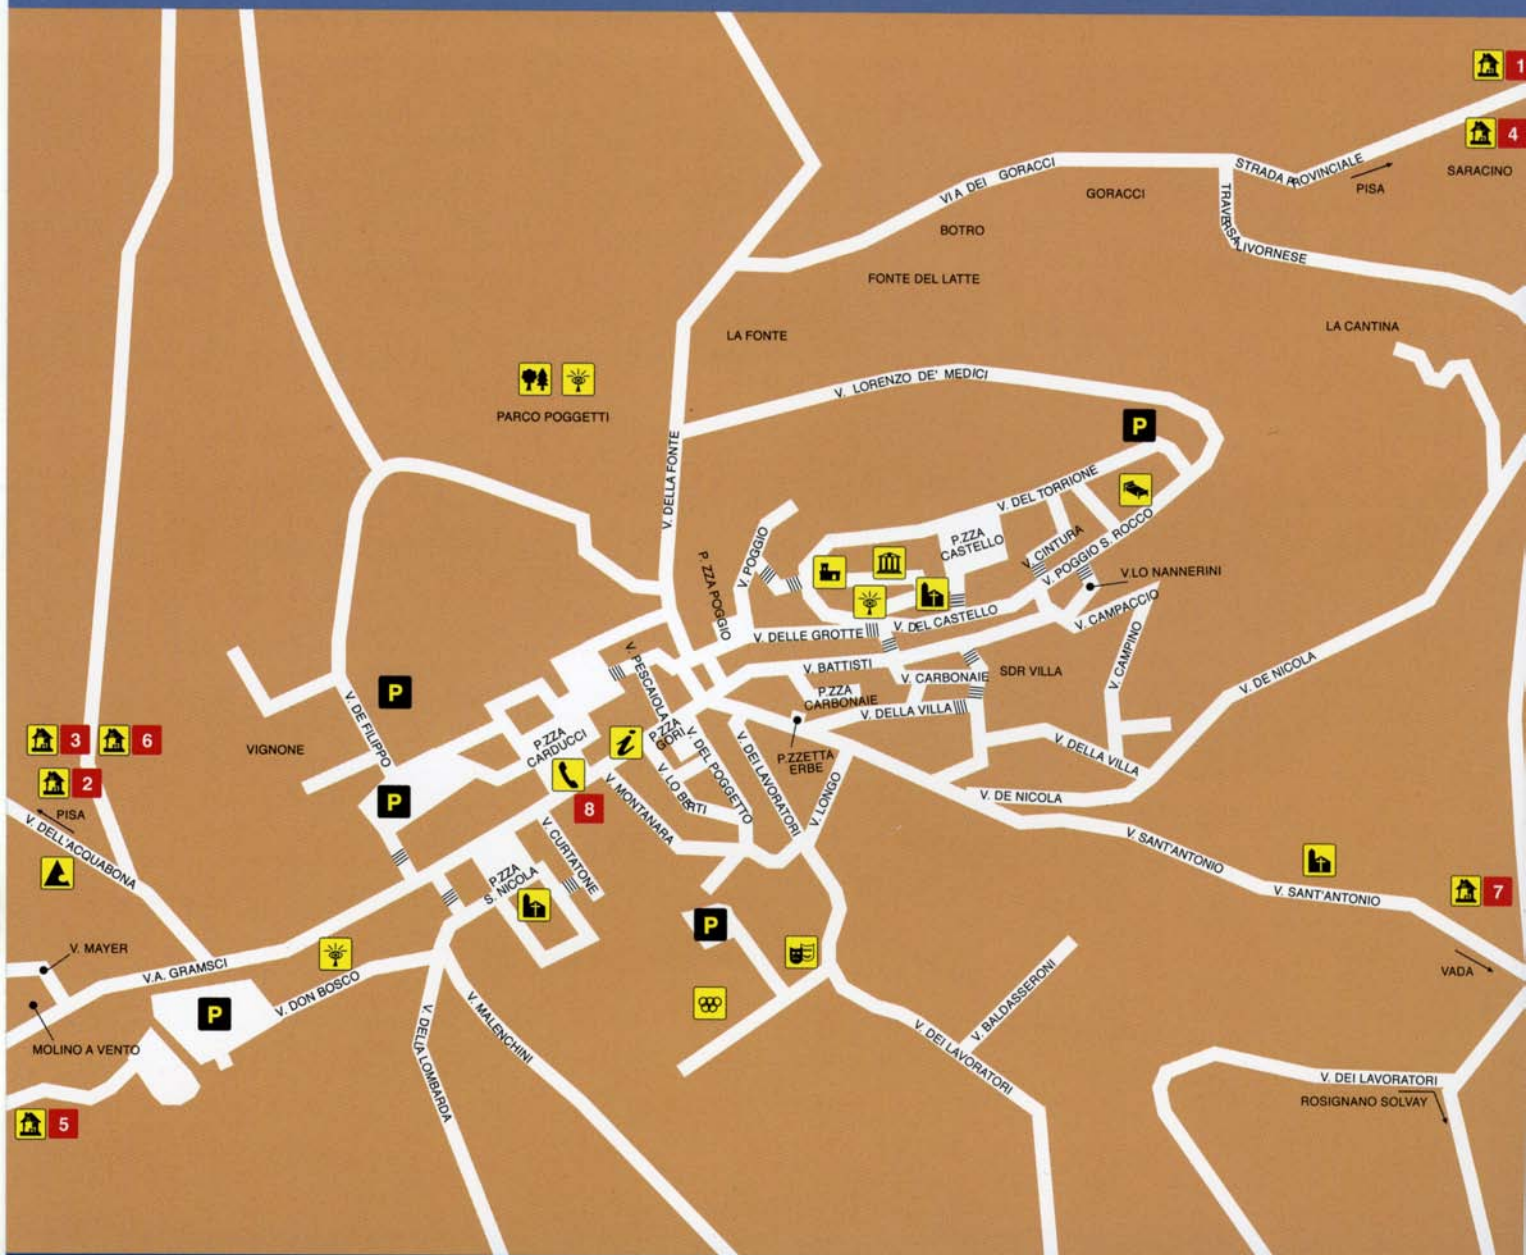 1
4
SARACINO
STRADA PROVINCIALE
PISA
VIA DEI GORACCI
GORACCI
TRAVERSA LIVORNESE
BOTRO
FONTE DEL LATTE
LA FONTE
LA CANTINA
V. LORENZO DE' MEDICI
PARCO POGGETTI
P
V. DELLA FONTE
V. DEL TORRIONE
P.ZZA
CASTELLO
V. CINTURA
V. POGGIO S. ROCCO
V. POGGIO
P. ZZA POGGIO
V.LO NANNERINI
V. CAMPACCIO
V. DEL CASTELLO
V. DELLE GROTTE
V. CAMPINO
V. BATTISTI
SDR VILLA
V. CARBONAIE
P.ZZA
CARBONAIE
V. DELLA VILLA
V. DE NICOLA
V. PESCAIOLA
P
V. DE FILIPPO
P.ZZA
GORI
i
P.ZZA
CARDUCCI
V. DEL POGGETTO
V. DEI LAVORATORI
P.ZZETTA
ERBE
V. DELLA VILLA
3
6
VIGNONE
2
PISA
V. DELL'ACQUABONA
P
8
V. LO BERTI
V. MONTANARA
V. LONGO
V. DE NICOLA
V. CURTATONE
V. SANT'ANTONIO
V. SANT'ANTONIO
7
P.ZZA
S. NICOLA
P
V. MAYER
V.A. GRAMSCI
VADA
V. DON BOSCO
P
MOLINO A VENTO
V. DELLA LOMBARDA
V. MALENCHINI
V. BALDASSERONI
V. DEI LAVORATORI
V. DEI LAVORATORI
ROSIGNANO SOLVAY
5